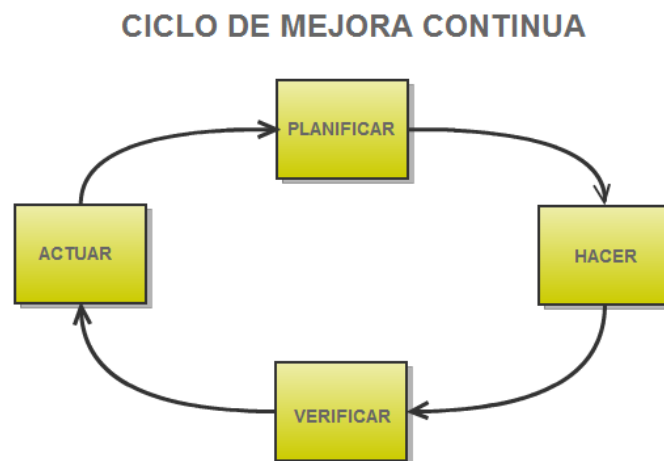 CICLO DE MEJORA CONTINUA
PLANIFICAR
HACER
VERIFICAR
ACTUAR